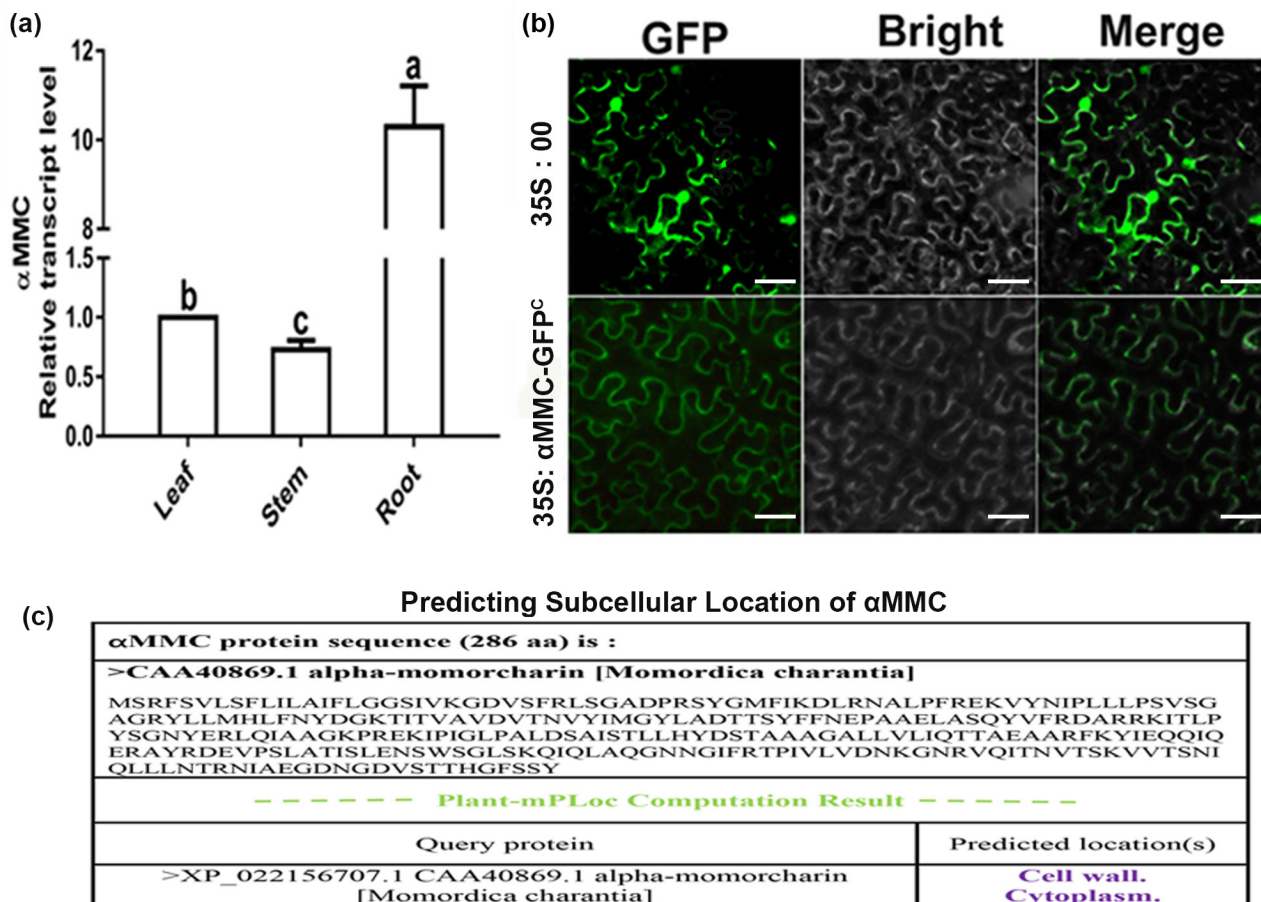 (a)
αMMC
Relative transcript level
12
10
8
1.5
1.0
0.5
0.0
a
b
c
Leaf
Stem
Root
(b)
GFP Bright Merge
35S : 00
35S: αMMC-GFPᶜ
(c)
Predicting Subcellular Location of αMMC
αMMC protein sequence (286 aa) is :
>CAA40869.1 alpha-momorcharin [Momordica charantia]
MSRFSVLSFLILAIFLGGSIVKGDVSFRLSGADPRSYGMFIKDLRNALPFREKVYNIPLLLPSVSG
AGRYLLMHLFNYDGKTITVAVDVTNVYIMGYLADTTSYFFNEPAAELASQYVFRDARRKITLP
YSGNYERLQIAAGKPREKIPIGLPALDSAISTLLHYDSTAAAGALLVLIQTTAEAARFKYIEQQIQ
ERAYRDEVPSLATISLENSWSGLSKQIQLAQGNNGIFRTPIVLVDNKGNRVQITNVTSKVVTSNI
QLLLNTRNIAEGDNGDVSTTHGFSSY
Plant-mPLoc Computation Result
Query protein Predicted location(s)
>XP_022156707.1 CAA40869.1 alpha-momorcharin Cell wall.
[Momordica charantia] Cytoplasm.